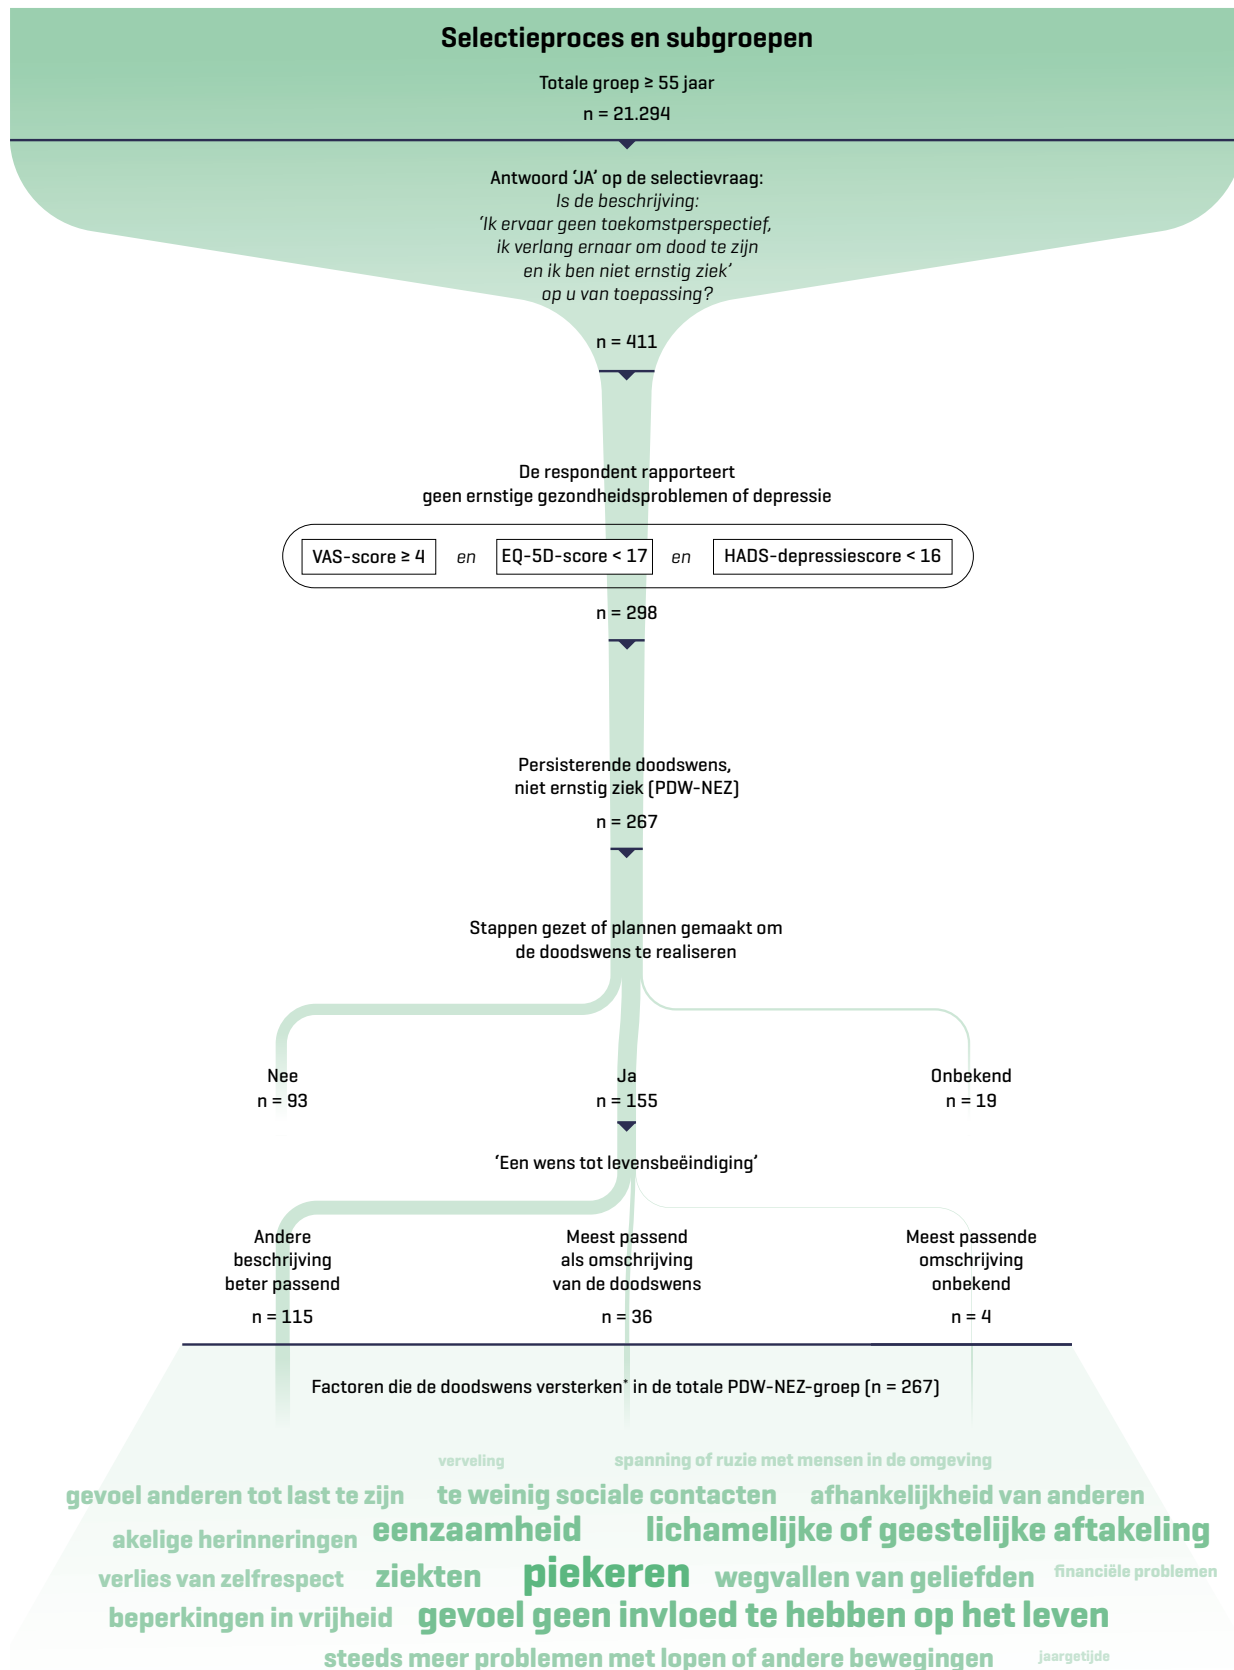 Selectieproces en subgroepen
Totale groep ≥ 55 jaar
n = 21.294
Antwoord ‘JA’ op de selectievraag:
Is de beschrijving:
‘Ik ervaar geen toekomstperspectief,
ik verlang ernaar om dood te zijn
en ik ben niet ernstig ziek’
op u van toepassing?
n = 411
De respondent rapporteert
geen ernstige gezondheidsproblemen of depressie
VAS-score ≥ 4 en EQ-5D-score < 17 en HADS-depressiescore < 16
n = 298
Persisterende doodswens,
niet ernstig ziek (PDW-NEZ)
n = 267
Stappen gezet of plannen gemaakt om
de doodswens te realiseren
Nee
n = 93
Ja
n = 155
Onbekend
n = 19
‘Een wens tot levensbeëindiging’
Andere
beschrijving
beter passend
n = 115
Meest passend
als omschrijving
van de doodswens
n = 36
Meest passende
omschrijving
onbekend
n = 4
Factoren die de doodswens versterken* in de totale PDW-NEZ-groep (n = 267)
verveling spanning of ruzie met mensen in de omgeving
gevoel anderen tot last te zijn te weinig sociale contacten afhankelijkheid van anderen
akelige herinneringen eenzaamheid lichamelijke of geestelijke aftakeling
verlies van zelfrespect ziekten piekeren wegvallen van geliefden financiële problemen
beperkingen in vrijheid gevoel geen invloed te hebben op het leven
steeds meer problemen met lopen of andere bewegingen jaargetijde